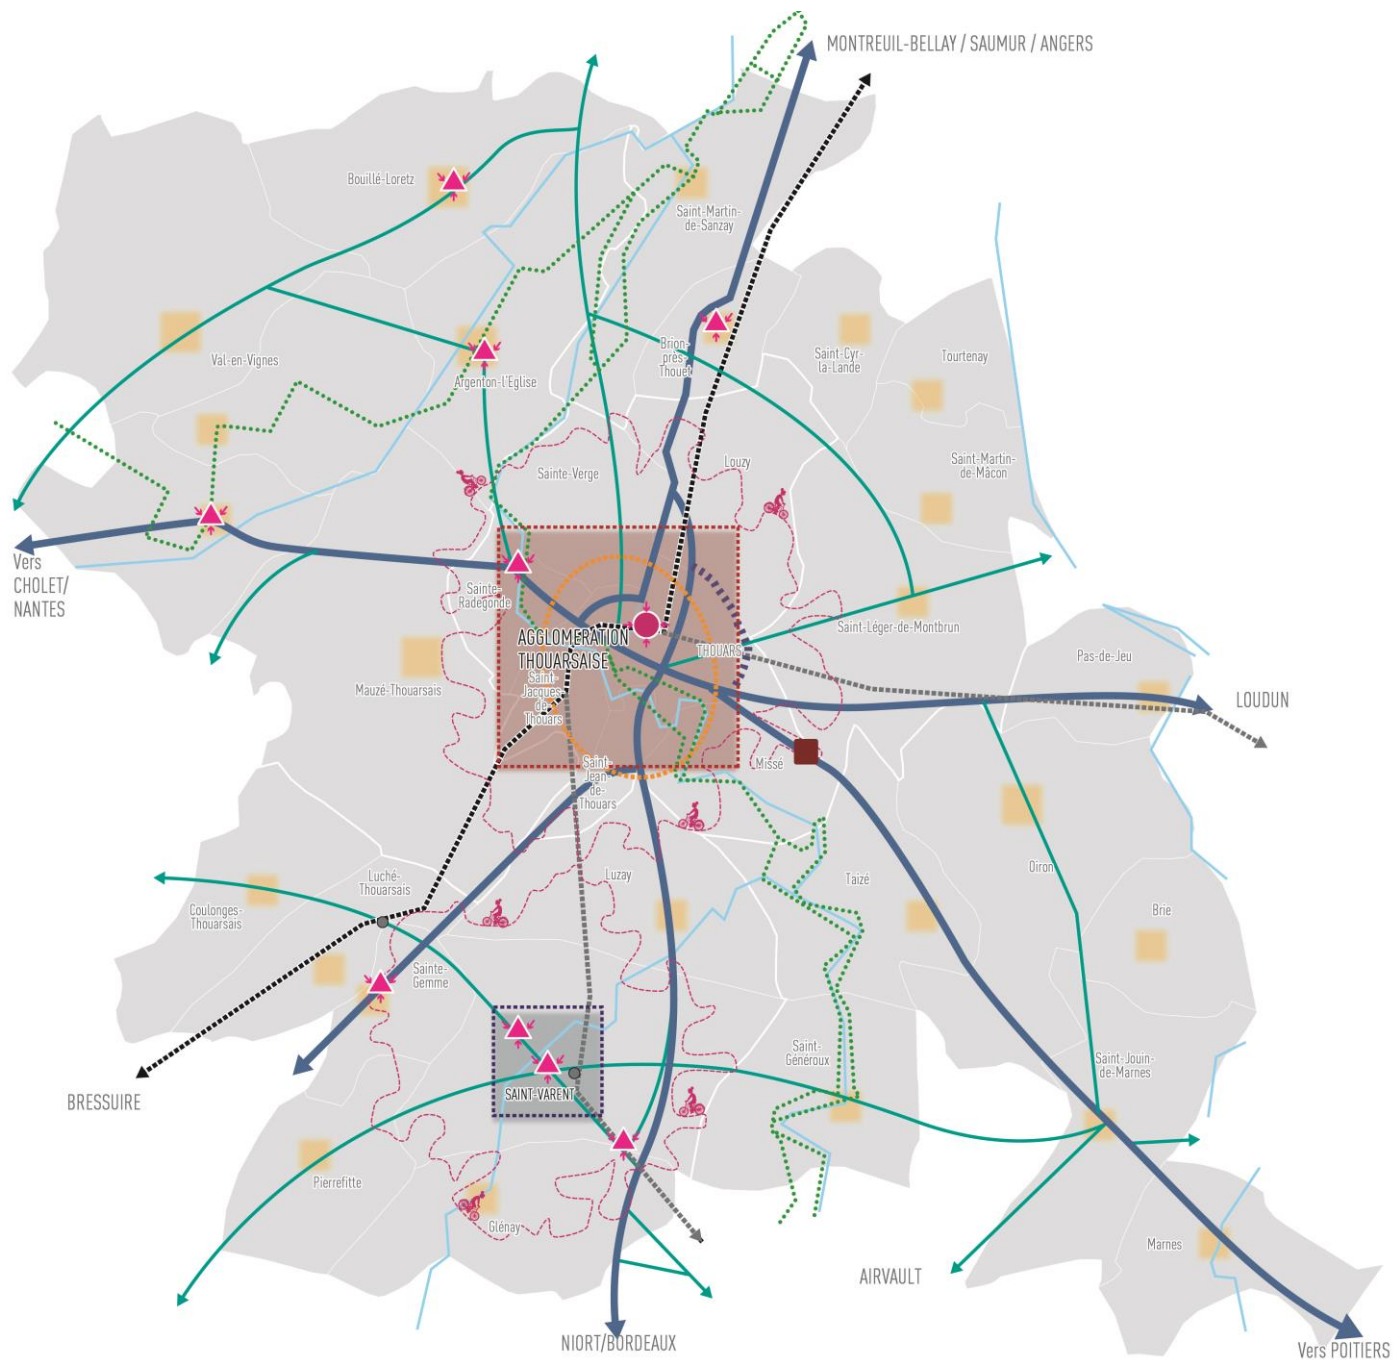 MONTREUIL-BELLAY / SAUMUR / ANGERS
Bouillé-Loretz
Saint-Martin-
de-Sanzay
Val-en-Vignes
Argenton-l'Eglise
Brion-
près-
Thouet
Saint-Cyr-
la-Lande
Tourtenay
Sainte-Verge
Louzy
Saint-Martin-
de-Mâcon
Vers
CHOLET/
NANTES
Sainte-
Radegonde
AGGLOMERATION
THOUARSAISE
THOUARS
Saint-Léger-de-Montbrun
Pas-de-Jeu
LOUDUN
Mauzé-Thouarsais
Saint-
Jacques-
de-
Thouars
Saint-
Jean-
de-
Thouars
Missé
Oiron
Luché-
Thouarsais
Luzay
Taizé
Coulonges-
Thouarsais
Brie
Sainte-
Gemme
Saint-
Généroux
Saint-Jouin-
de-Marnes
SAINT-VARENT
BRESSUIRE
Pierrefitte
Glénay
Marnes
AIRVAULT
NIORT/BORDEAUX
Vers POITIERS